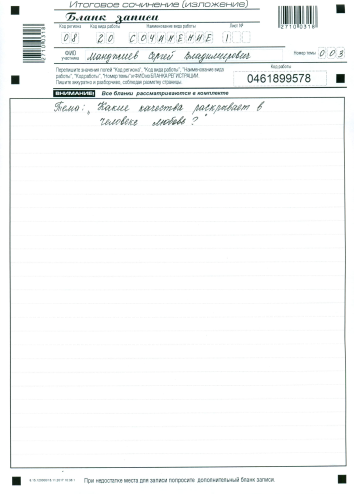 Итоговое сочинение (изложение)
Бланк записи
Код региона Код вида работы Наименование вида работы Лист №
08 20 СОЧИНЕНИЕ 1
ФИО участника Манджиев Сергей Владимирович Номер темы 003
Перепишите значения полей "Код региона", "Код вида работы", "Наименование вида
работы", "Код работы", "Номер темы" и ФИО из БЛАНКА РЕГИСТРАЦИИ.
Пишите аккуратно и разборчиво, соблюдая разметку страницы.
Код работы
0461899578
ВНИМАНИЕ! Все бланки рассматриваются в комплекте
Тема: „Какие качества раскрывает в
человеке любовь?"
При недостатке места для записи попросите дополнительный бланк записи.